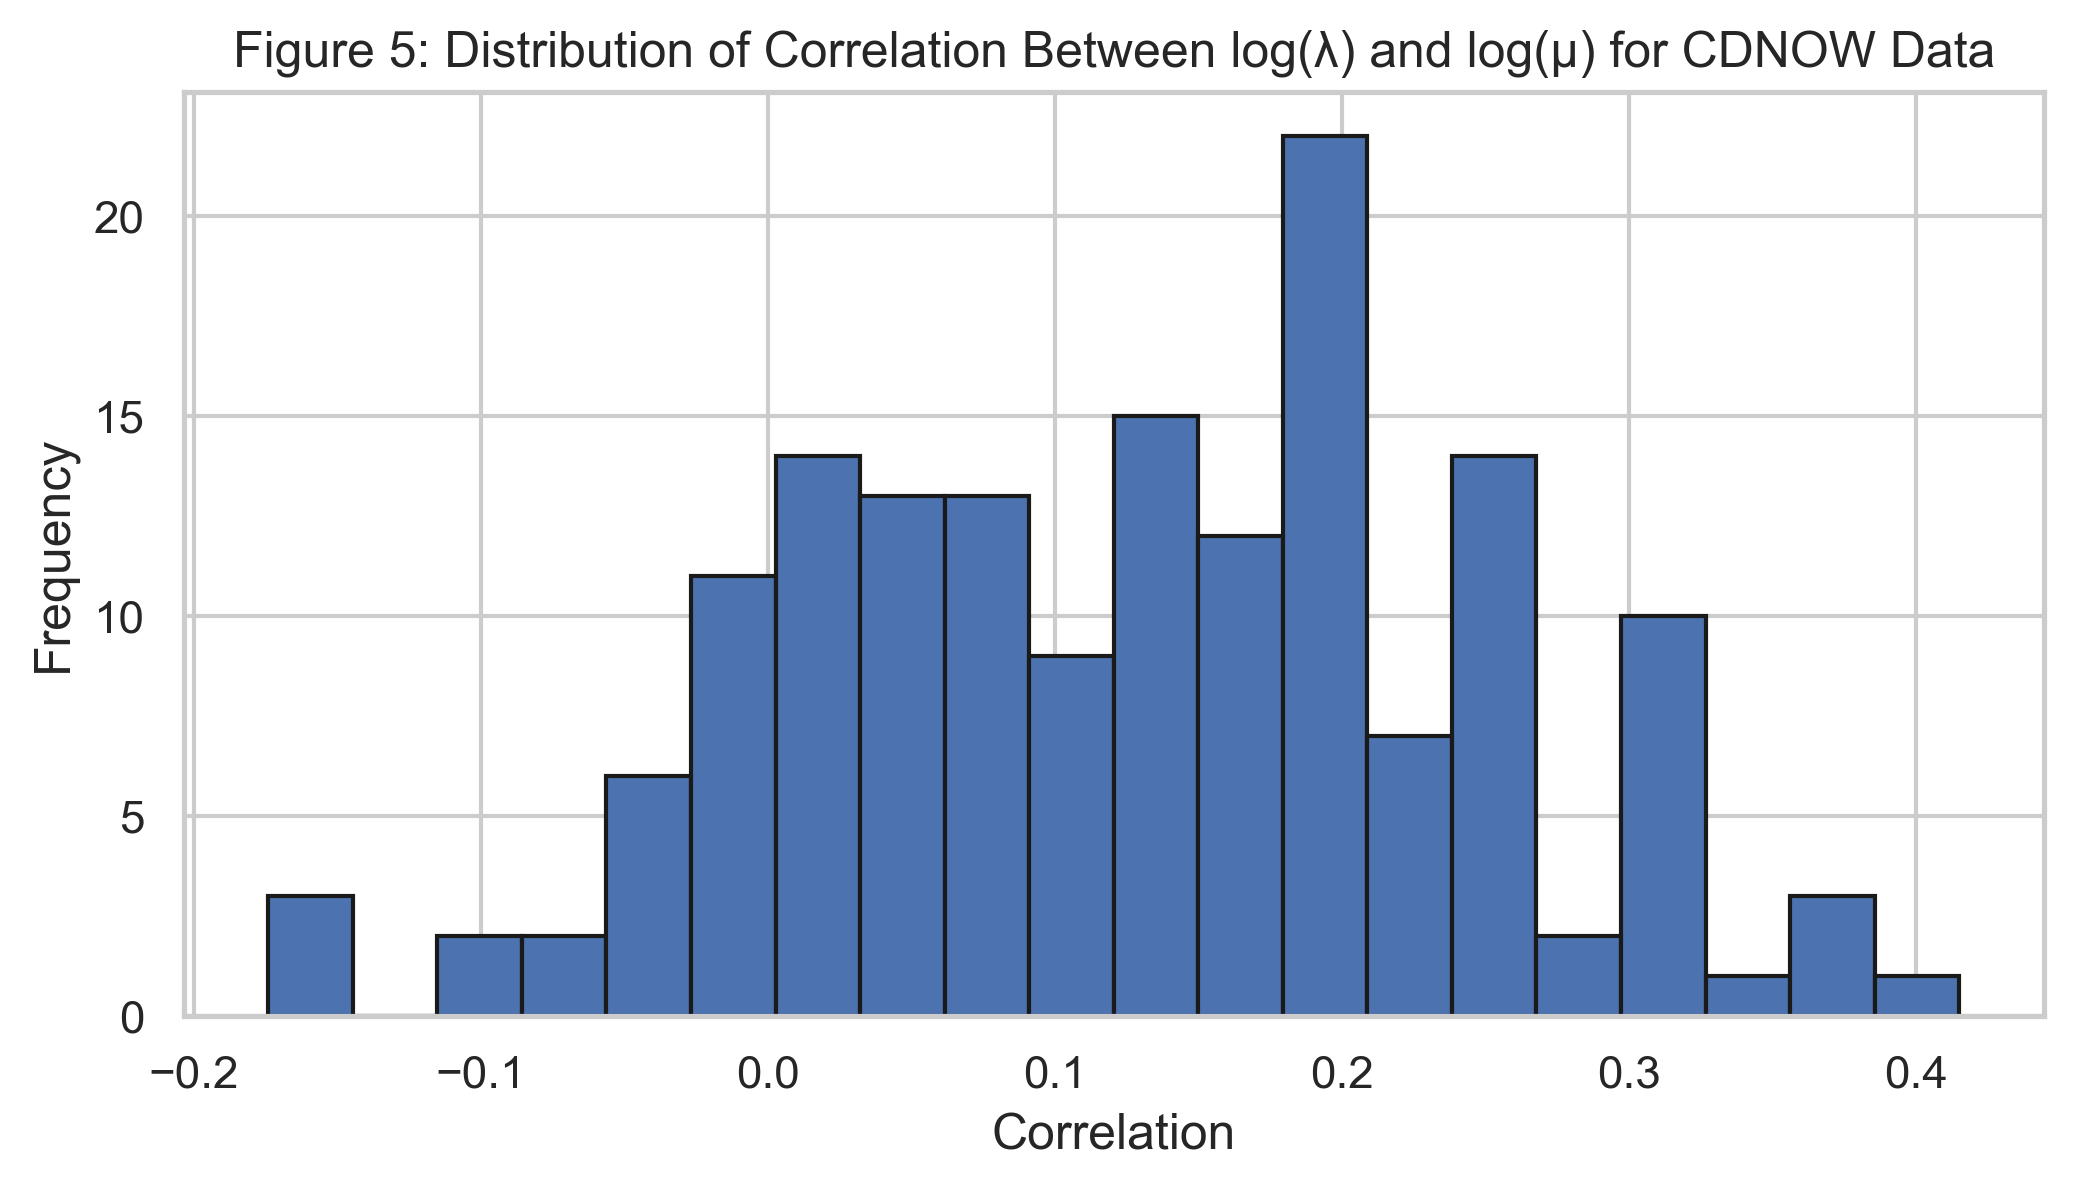 Figure 5: Distribution of Correlation Between log(λ) and log(μ) for CDNOW Data
Frequency
20
15
10
5
0
−0.2 −0.1 0.0 0.1 0.2 0.3 0.4
Correlation